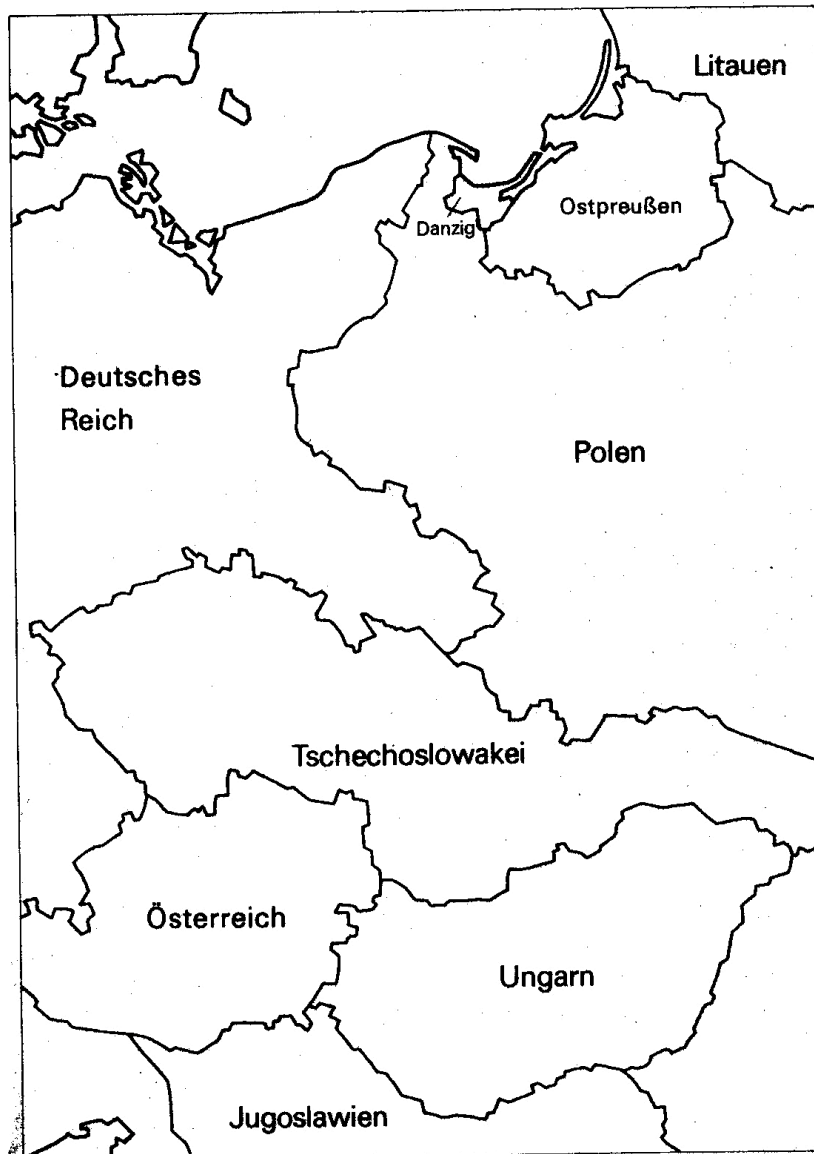 Litauen
Ostpreußen
Danzig
Deutsches
Reich
Polen
Tschechoslowakei
Österreich
Ungarn
Jugoslawien